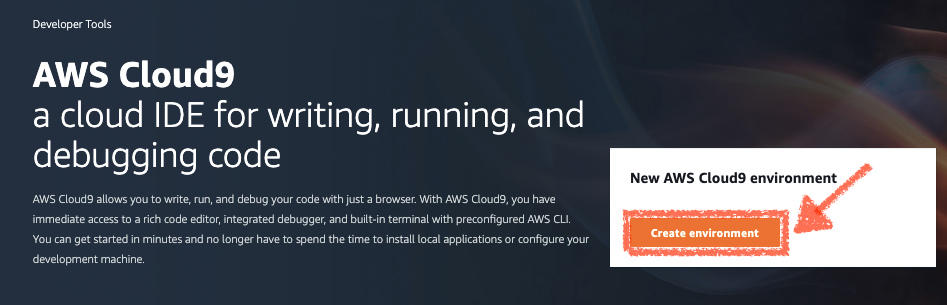 Developer Tools
AWS Cloud9
a cloud IDE for writing, running, and
debugging code
AWS Cloud9 allows you to write, run, and debug your code with just a browser. With AWS Cloud9, you have
immediate access to a rich code editor, integrated debugger, and built-in terminal with preconfigured AWS CLI.
You can get started in minutes and no longer have to spend the time to install local applications or configure your
development machine.
New AWS Cloud9 environment
Create environment